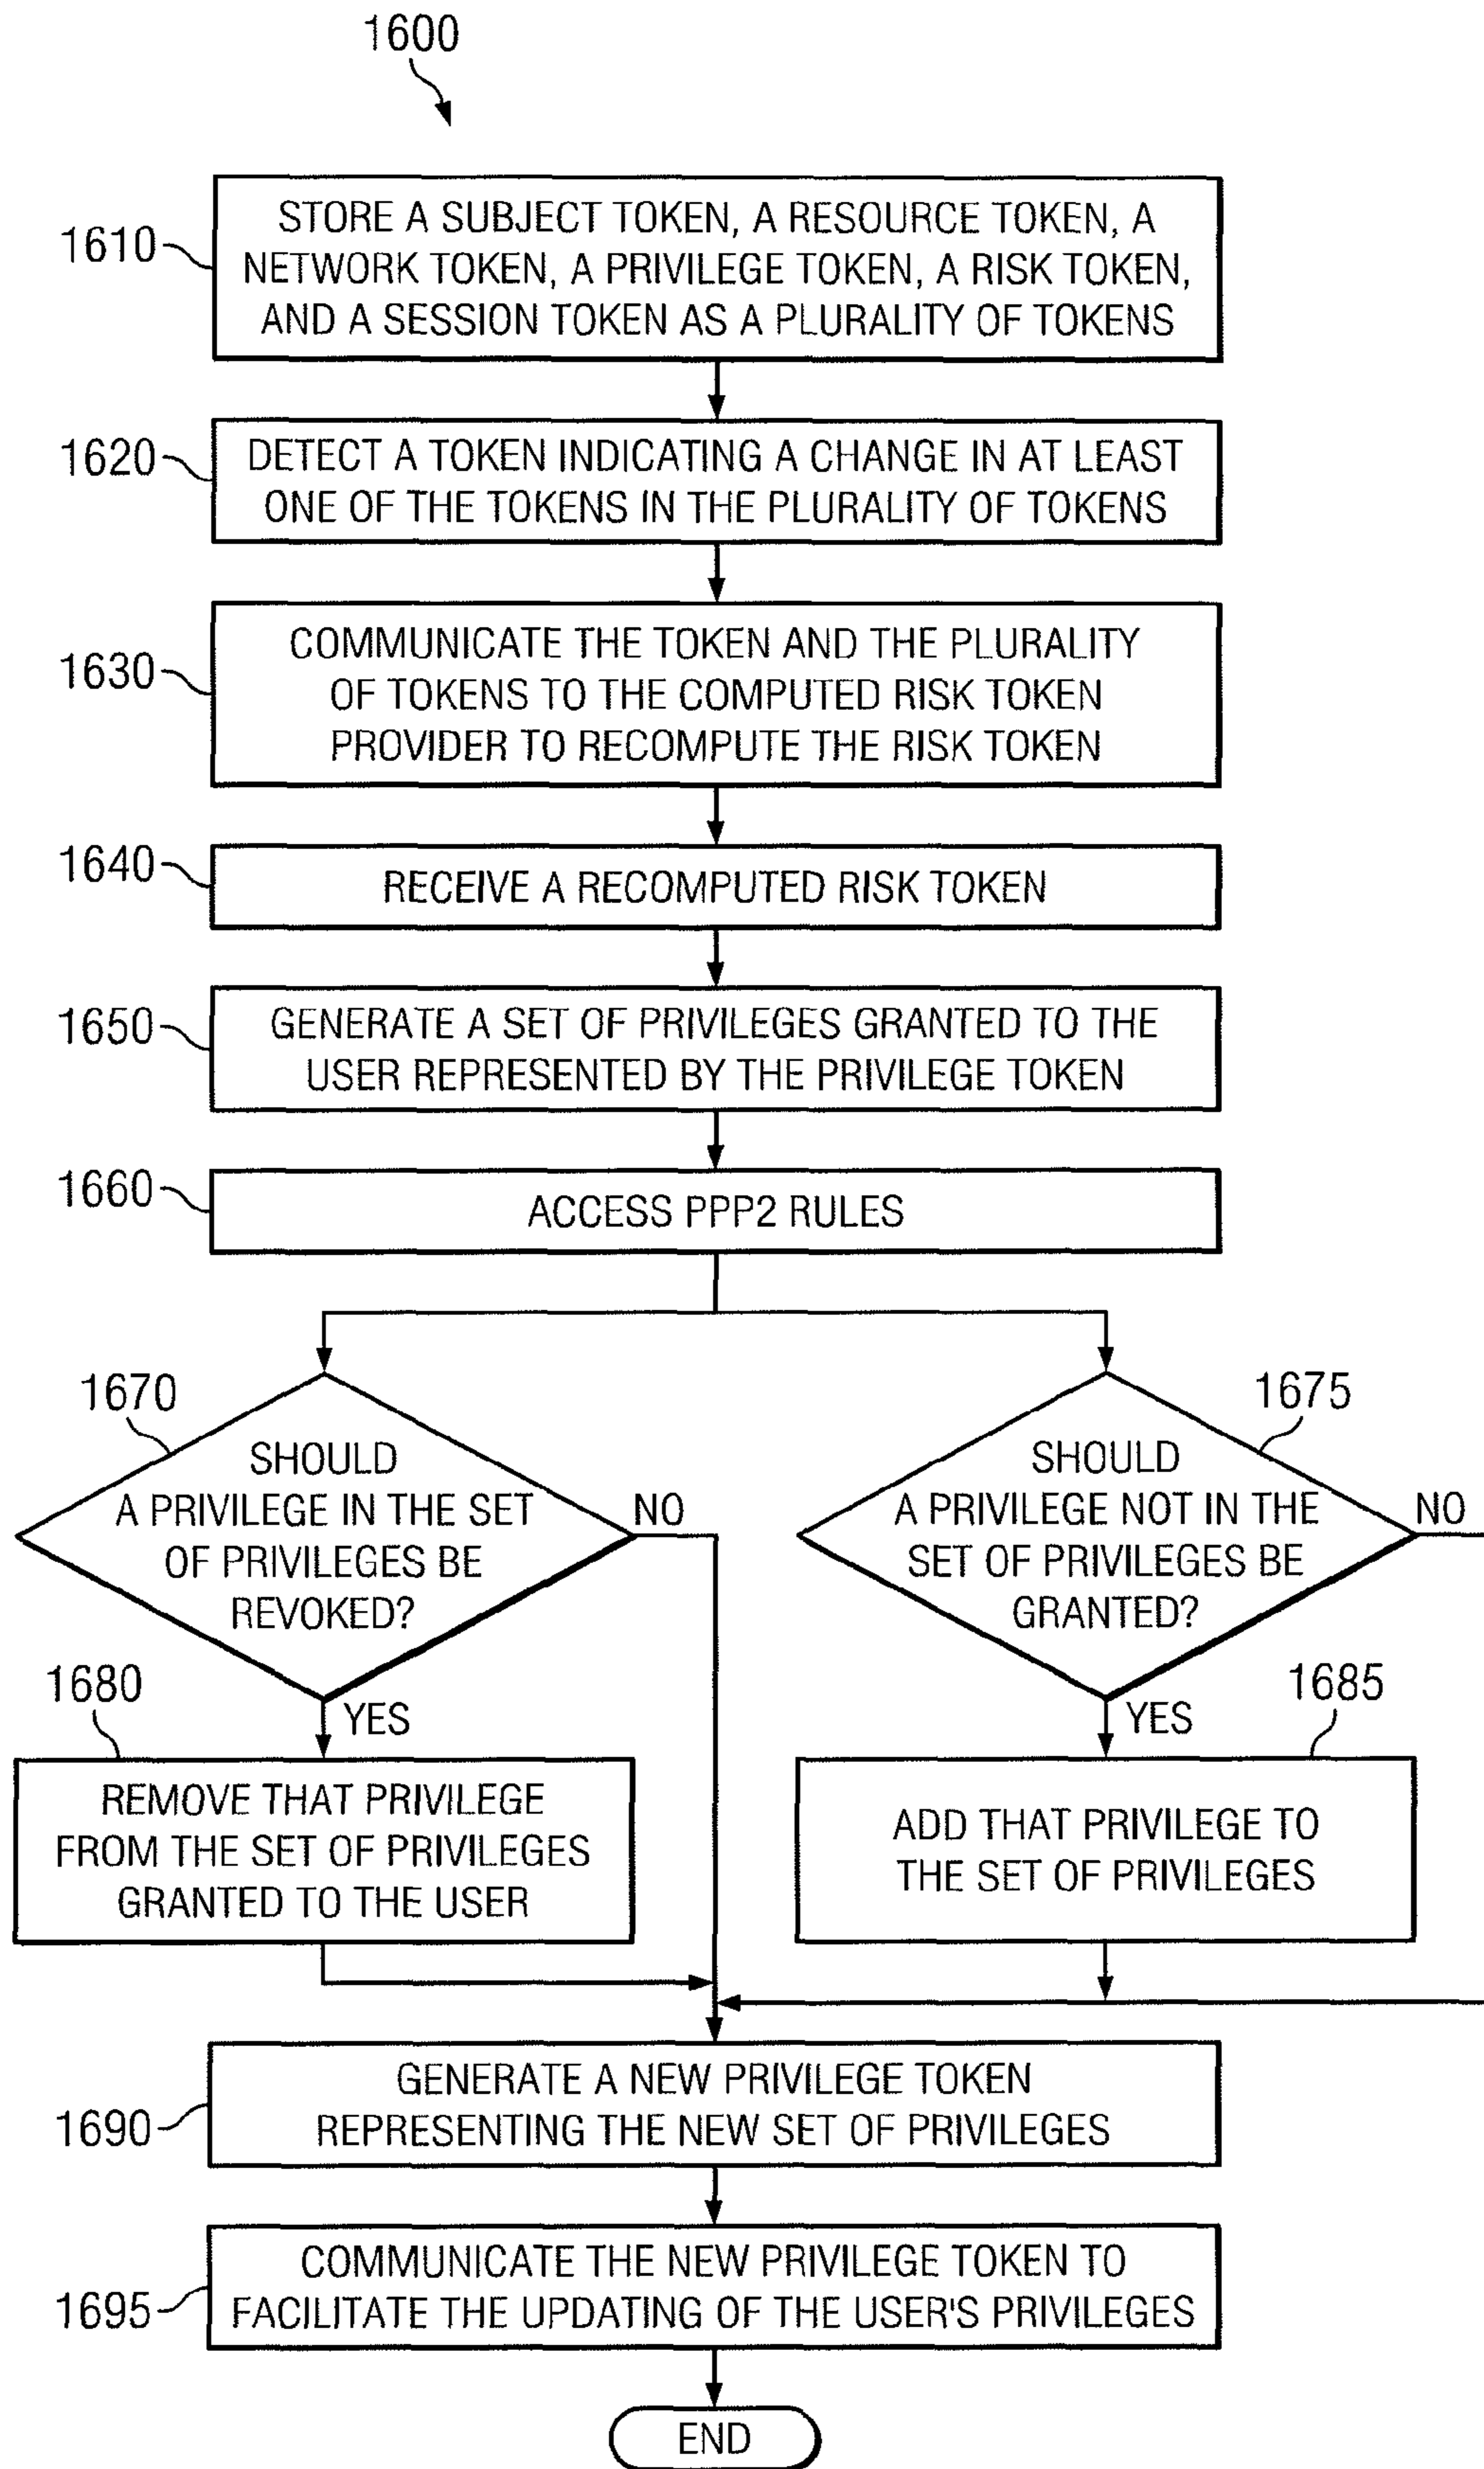 1600
1610
STORE A SUBJECT TOKEN, A RESOURCE TOKEN, A
NETWORK TOKEN, A PRIVILEGE TOKEN, A RISK TOKEN,
AND A SESSION TOKEN AS A PLURALITY OF TOKENS
1620
DETECT A TOKEN INDICATING A CHANGE IN AT LEAST
ONE OF THE TOKENS IN THE PLURALITY OF TOKENS
1630
COMMUNICATE THE TOKEN AND THE PLURALITY
OF TOKENS TO THE COMPUTED RISK TOKEN
PROVIDER TO RECOMPUTE THE RISK TOKEN
1640
RECEIVE A RECOMPUTED RISK TOKEN
1650
GENERATE A SET OF PRIVILEGES GRANTED TO THE
USER REPRESENTED BY THE PRIVILEGE TOKEN
1660
ACCESS PPP2 RULES
1670
SHOULD
A PRIVILEGE IN THE SET
OF PRIVILEGES BE
REVOKED?
NO
YES
1675
SHOULD
A PRIVILEGE NOT IN THE
SET OF PRIVILEGES BE
GRANTED?
NO
YES
1680
REMOVE THAT PRIVILEGE
FROM THE SET OF PRIVILEGES
GRANTED TO THE USER
1685
ADD THAT PRIVILEGE TO
THE SET OF PRIVILEGES
1690
GENERATE A NEW PRIVILEGE TOKEN
REPRESENTING THE NEW SET OF PRIVILEGES
1695
COMMUNICATE THE NEW PRIVILEGE TOKEN TO
FACILITATE THE UPDATING OF THE USER'S PRIVILEGES
END